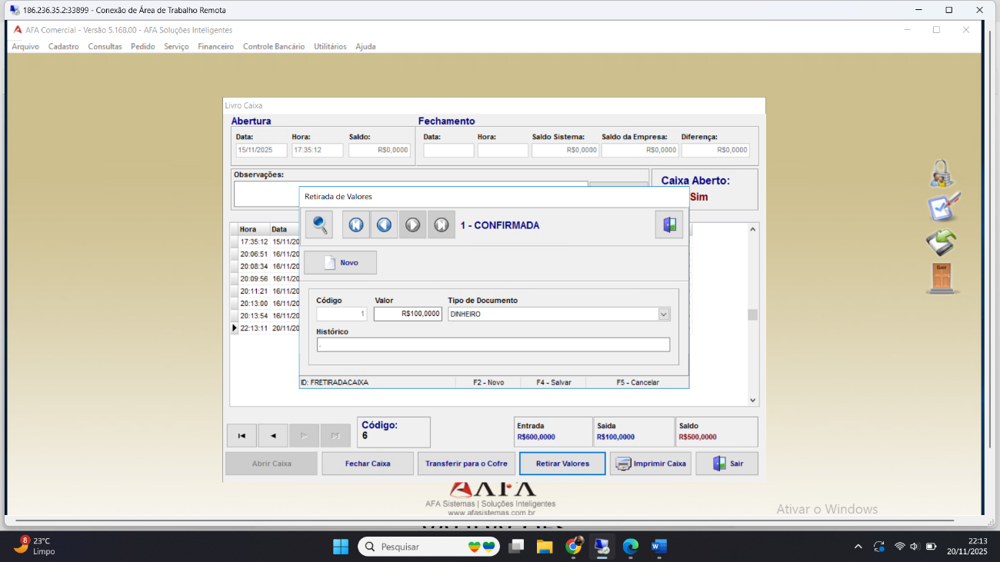 186.236.35.2:33899 - Conexão de Área de Trabalho Remota
AFA Comercial - Versão 5.168.00 - AFA Soluções Inteligentes
Arquivo Cadastro Consultas Pedido Serviço Financeiro Controle Bancário Utilitários Ajuda
Livro Caixa
Abertura Fechamento
Data: Hora: Saldo: Data: Hora: Saldo Sistema: Saldo da Empresa: Diferença:
15/11/2025 17:35:12 R$0,0000 R$0,0000 R$0,0000 R$0,0000
Observações:
Caixa Aberto:
Sim
Retirada de Valores
1 - CONFIRMADA
Novo
Código Valor Tipo de Documento
1 R$100,0000 DINHEIRO
Histórico
.
ID: FRETIRADACAIXA F2 - Novo F4 - Salvar F5 - Cancelar
Hora Data
17:35:12 15/11/20
20:06:51 16/11/20
20:08:34 16/11/20
20:09:56 16/11/20
20:11:21 16/11/20
20:13:00 16/11/20
20:13:54 16/11/20
22:13:11 20/11/20
Sair
Código:
6
Entrada Saida Saldo
R$600,0000 R$100,0000 R$500,0000
Abrir Caixa Fechar Caixa Transferir para o Cofre Retirar Valores Imprimir Caixa Sair
AFA
AFA Sistemas | Soluções Inteligentes
www.afasistemas.com.br
Ativar o Windows
8
23°C
Limpo
Pesquisar
22:13
20/11/2025